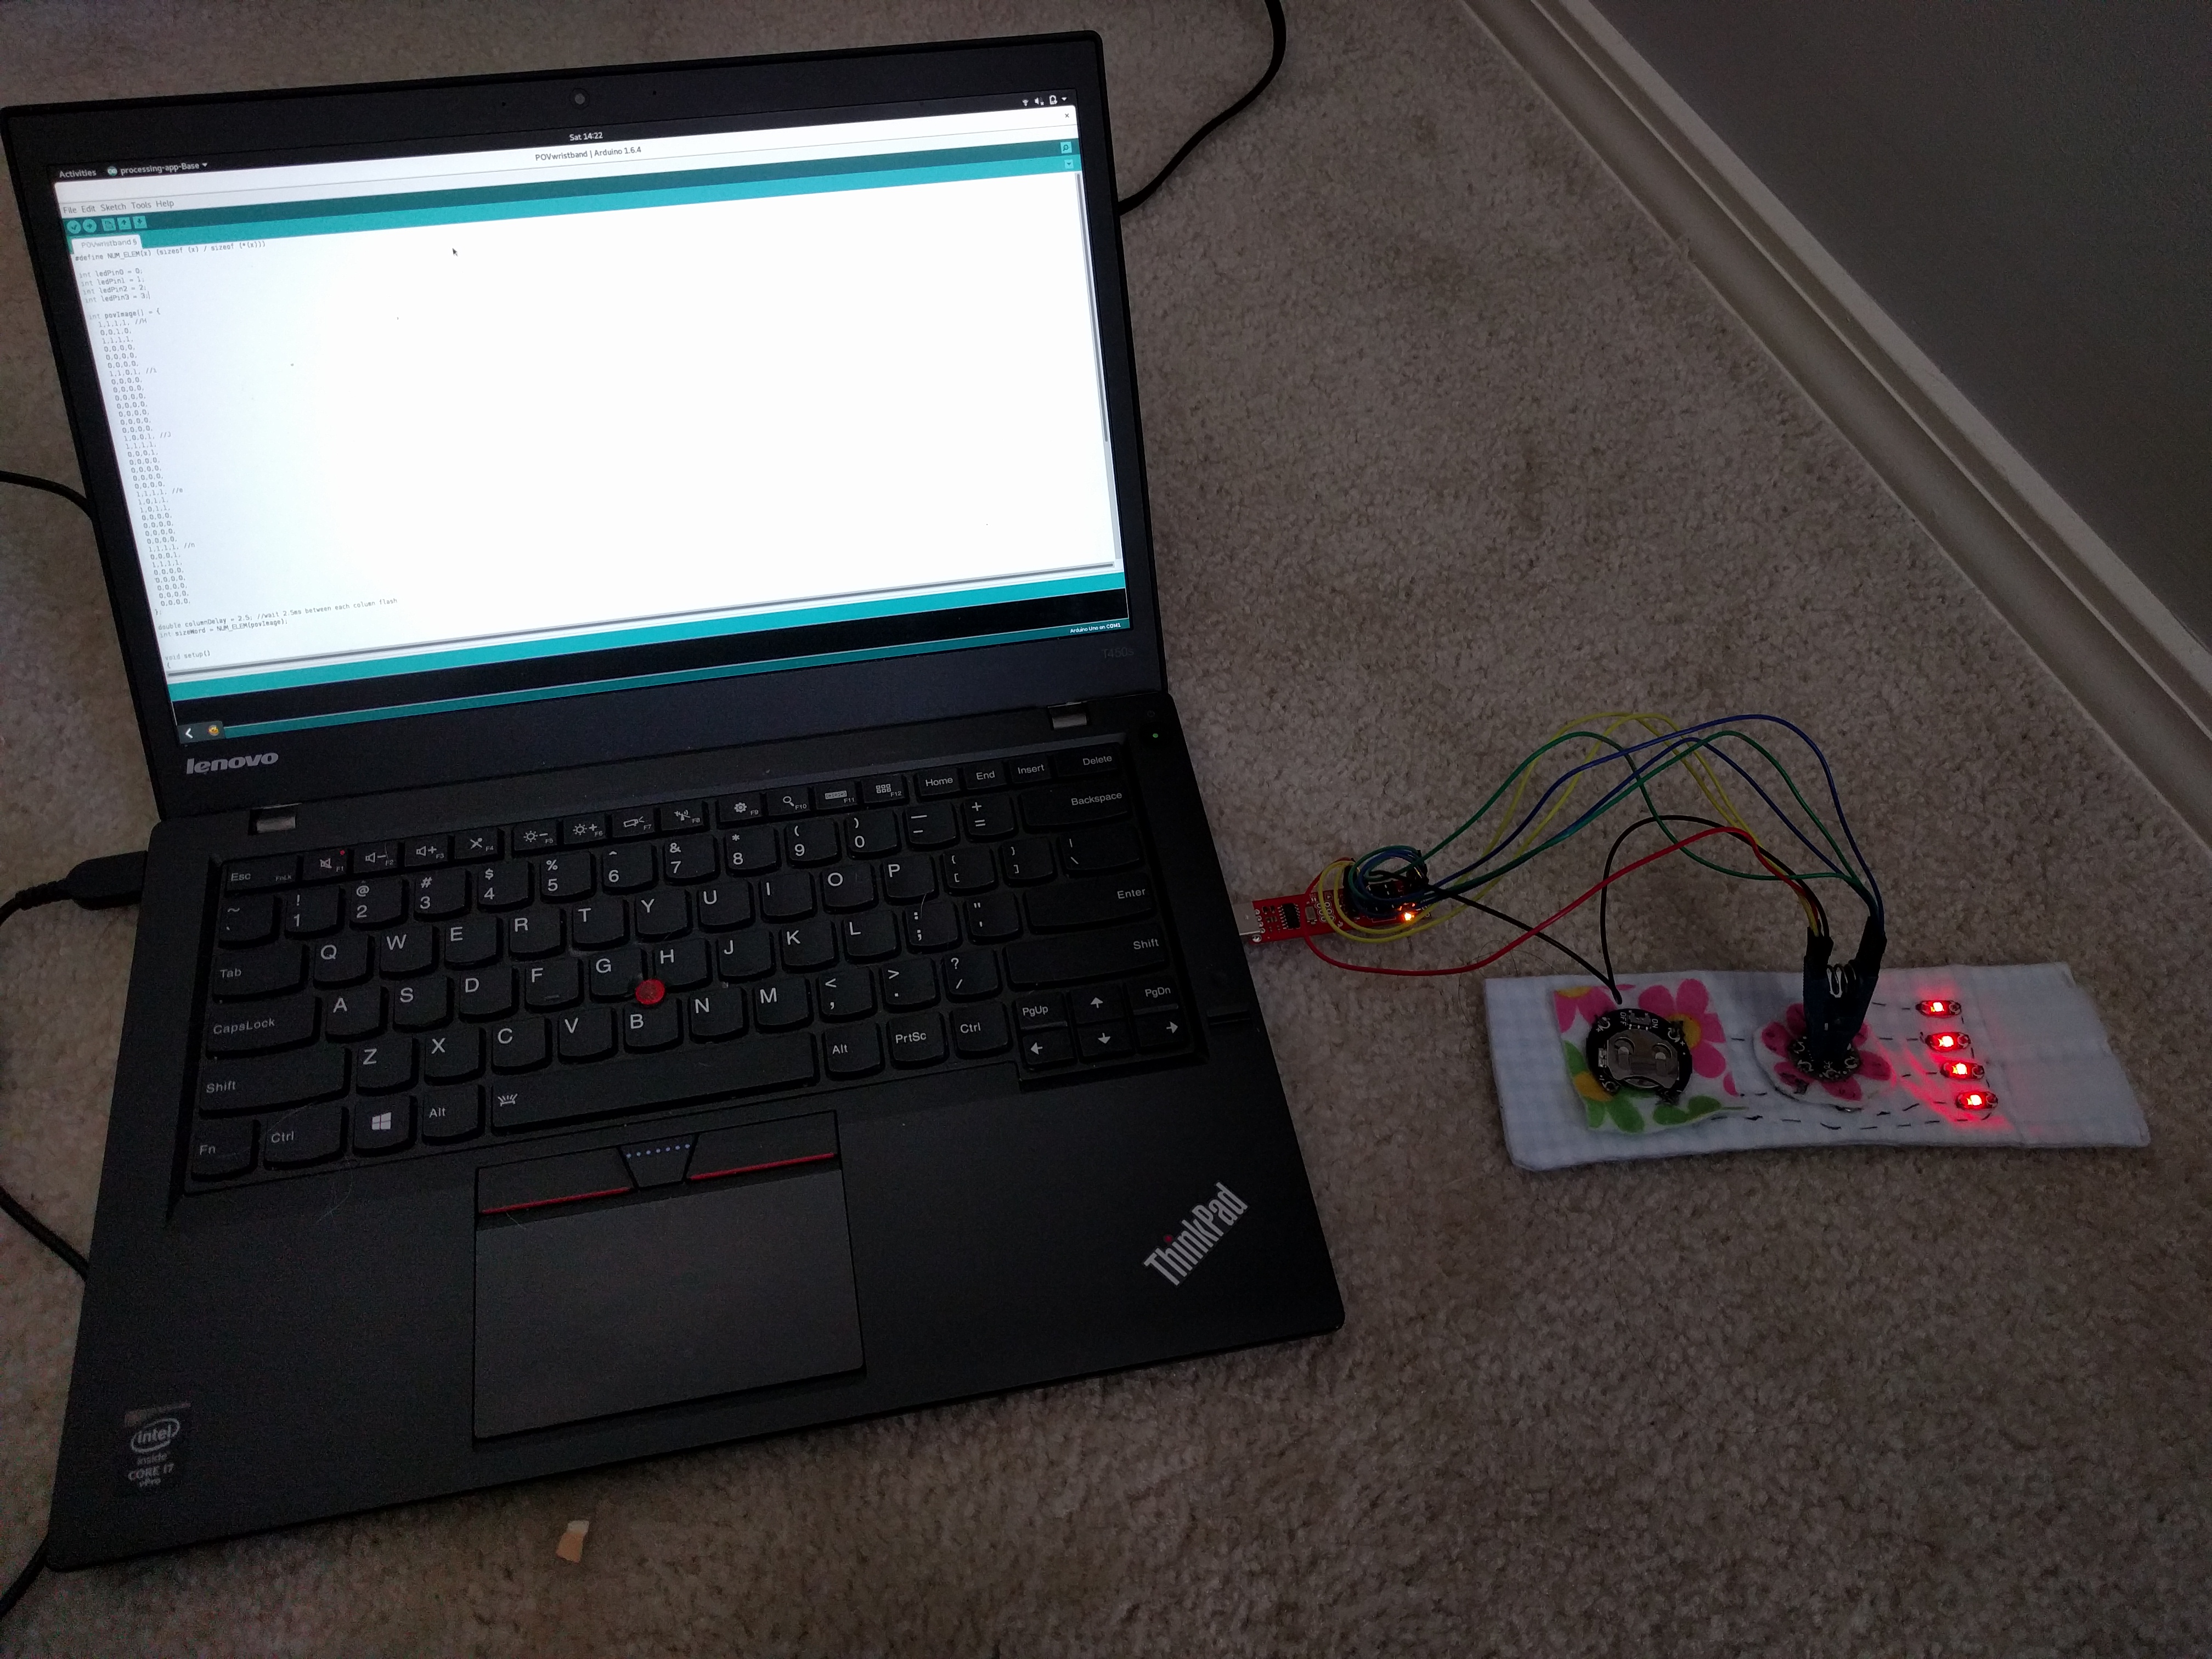 Sat 14:22
Activities processing-app-Base
POVwristband | Arduino 1.6.4
File Edit Sketch Tools Help
POVwristband §
#define NUM_ELEM(x) (sizeof (x) / sizeof (*(x)))
int ledPin0 = 0;
int ledPin1 = 1;
int ledPin2 = 2;
int ledPin3 = 3;
int povImage[] = {
1,1,1,1, //H
0,0,1,0,
1,1,1,1,
0,0,0,0,
0,0,0,0,
0,0,0,0,
1,1,0,1, //i
0,0,0,0,
0,0,0,0,
0,0,0,0,
0,0,0,0,
0,0,0,0,
0,0,0,0,
0,0,0,0,
1,0,0,1, //J
1,1,1,1,
0,0,0,1,
0,0,0,0,
0,0,0,0,
0,0,0,0,
0,0,0,0,
1,1,1,1,
1,0,1,1,
1,0,1,1,
0,0,0,0,
0,0,0,0,
0,0,0,0,
0,0,0,0,
1,1,1,1, //n
0,0,0,1,
1,1,1,1,
0,0,0,0,
0,0,0,0,
0,0,0,0,
0,0,0,0,
};
double columnDelay = 2.5; //wait 2.5ms between each column flash
int sizeWord = NUM_ELEM(povImage);
void setup()
{
Arduino Uno on COM1
T450s
lenovo
Esc FnLk F1 F2 F3 F4 F5 F6 F7 F8 F9 F10 F11 F12 Home End Insert Delete
~ ` ! 1 @ 2 # 3 $ 4 % 5 ^ 6 & 7 * 8 ( 9 ) 0 _ - + = Backspace
Tab Q W E R T Y U I O P { [ } ] | \
CapsLock A S D F G H J K L : ; " ' Enter
Shift Z X C V B N M < , > . ? / Shift
Fn Ctrl Alt Alt PrtSc Ctrl PgUp PgDn
ThinkPad
intel
inside
CORE i7
vPro
OFF ON